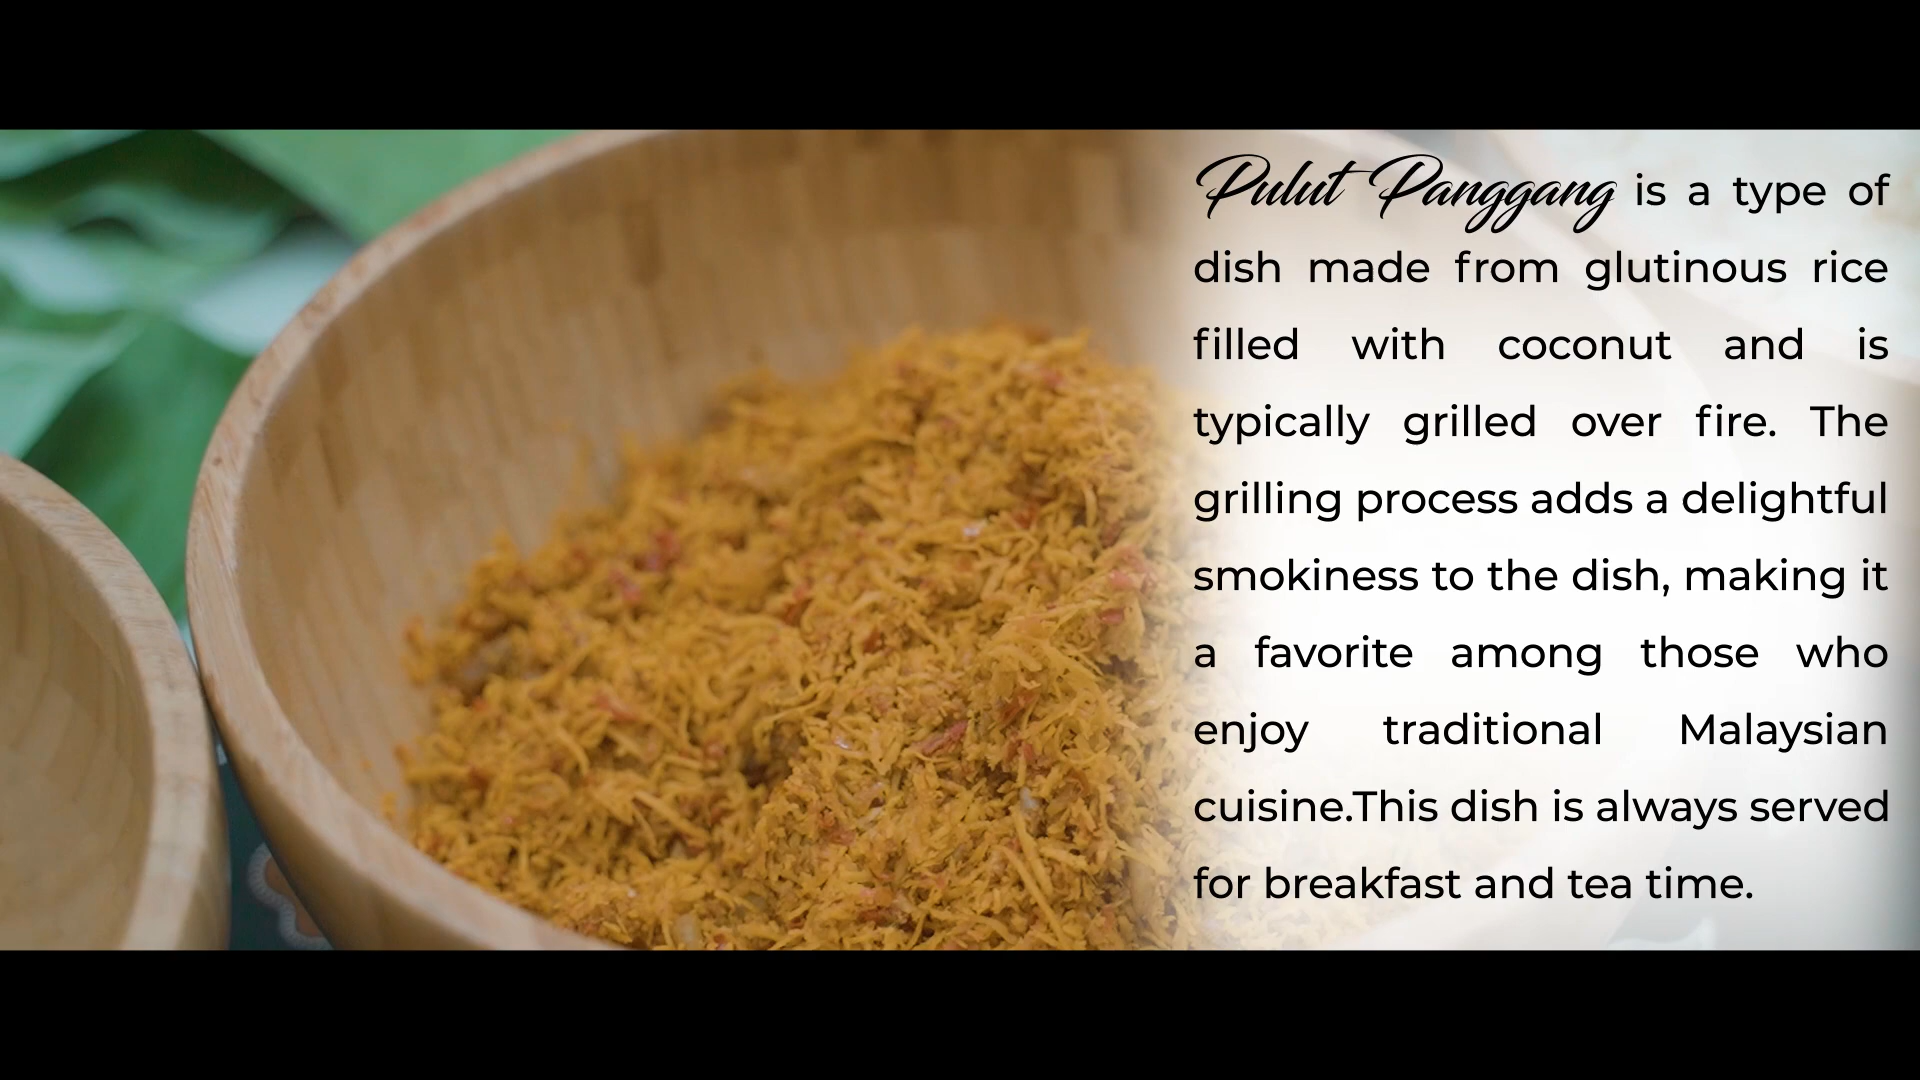 Pulut Panggang is a type of
dish made from glutinous rice
filled with coconut and is
typically grilled over fire. The
grilling process adds a delightful
smokiness to the dish, making it
a favorite among those who
enjoy traditional Malaysian
cuisine.This dish is always served
for breakfast and tea time.